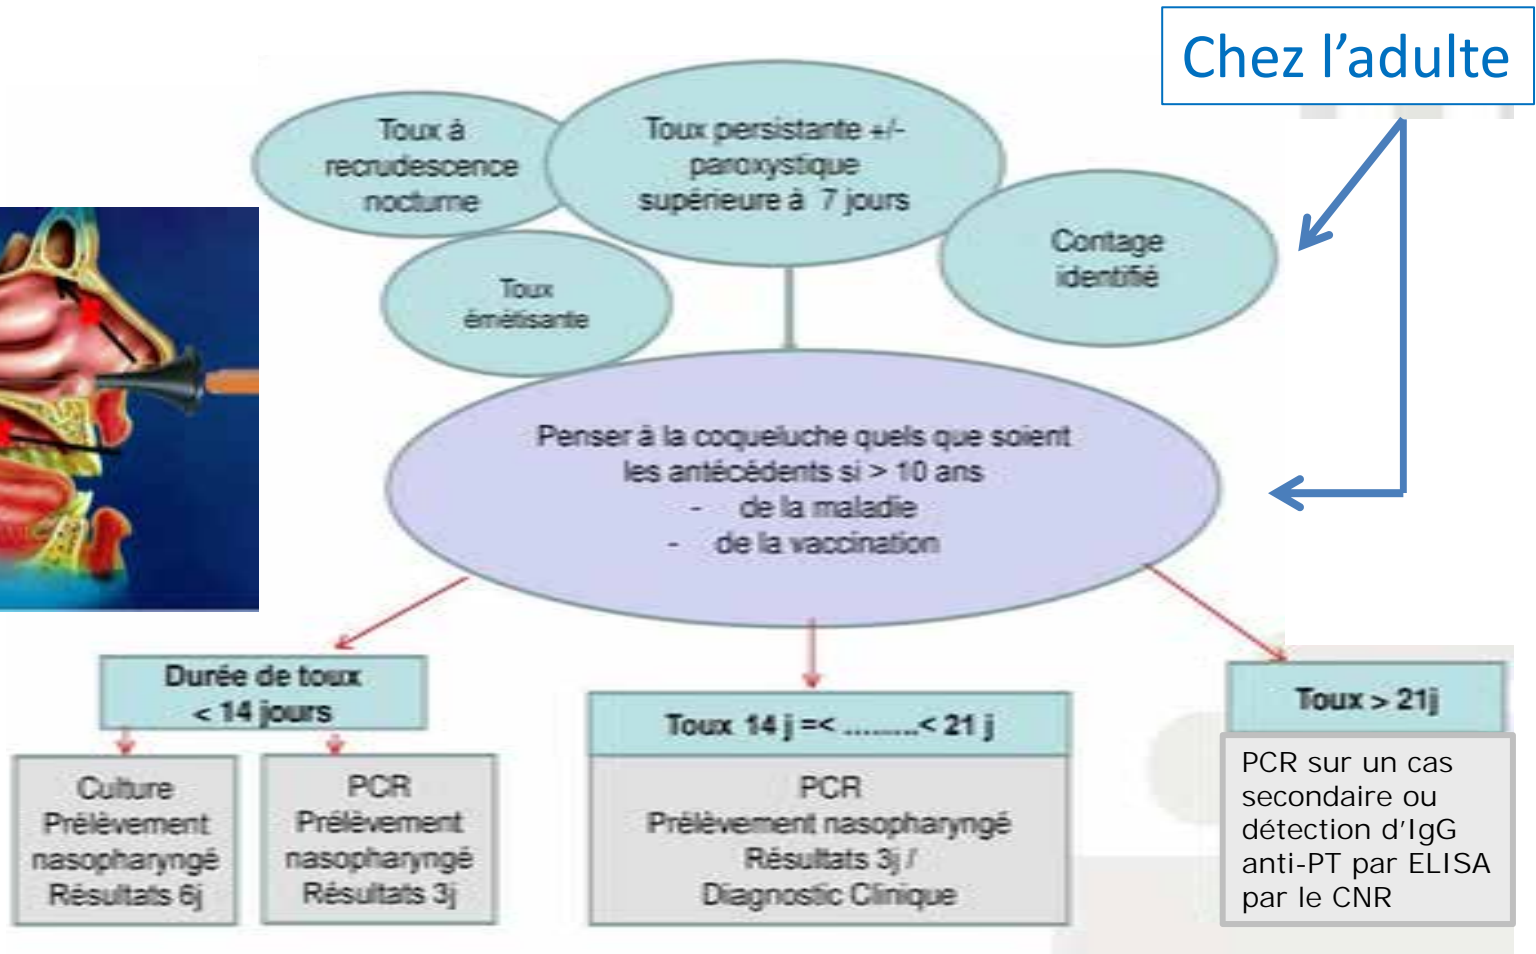 Chez l'adulte
Toux à
recrudescence
nocturne
Toux persistante +/-
paroxystique
supérieure à 7 jours
Contage
identifié
Toux
émétisante
Penser à la coqueluche quels que soient
les antécédents si > 10 ans
- de la maladie
- de la vaccination
Durée de toux
< 14 jours
Culture
Prélèvement
nasopharyngé
Résultats 6j
PCR
Prélèvement
nasopharyngé
Résultats 3j
Toux 14 j =< .........< 21 j
PCR
Prélèvement nasopharyngé
Résultats 3j /
Diagnostic Clinique
Toux > 21j
PCR sur un cas
secondaire ou
détection d'IgG
anti-PT par ELISA
par le CNR